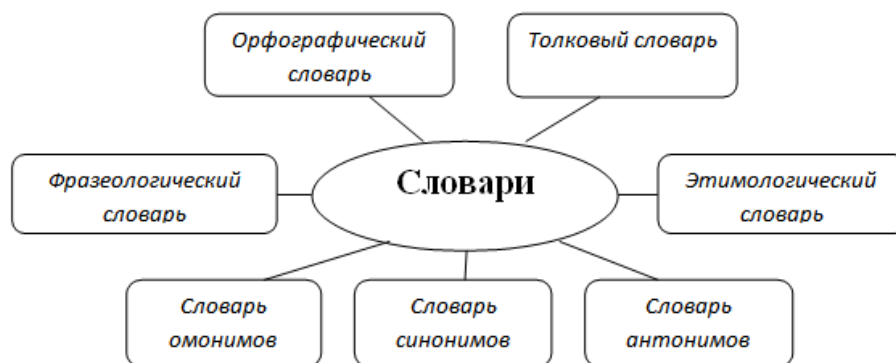 Орфографический
словарь
Толковый словарь
Фразеологический
словарь
Словари
Этимологический
словарь
Словарь
омонимов
Словарь
синонимов
Словарь
антонимов